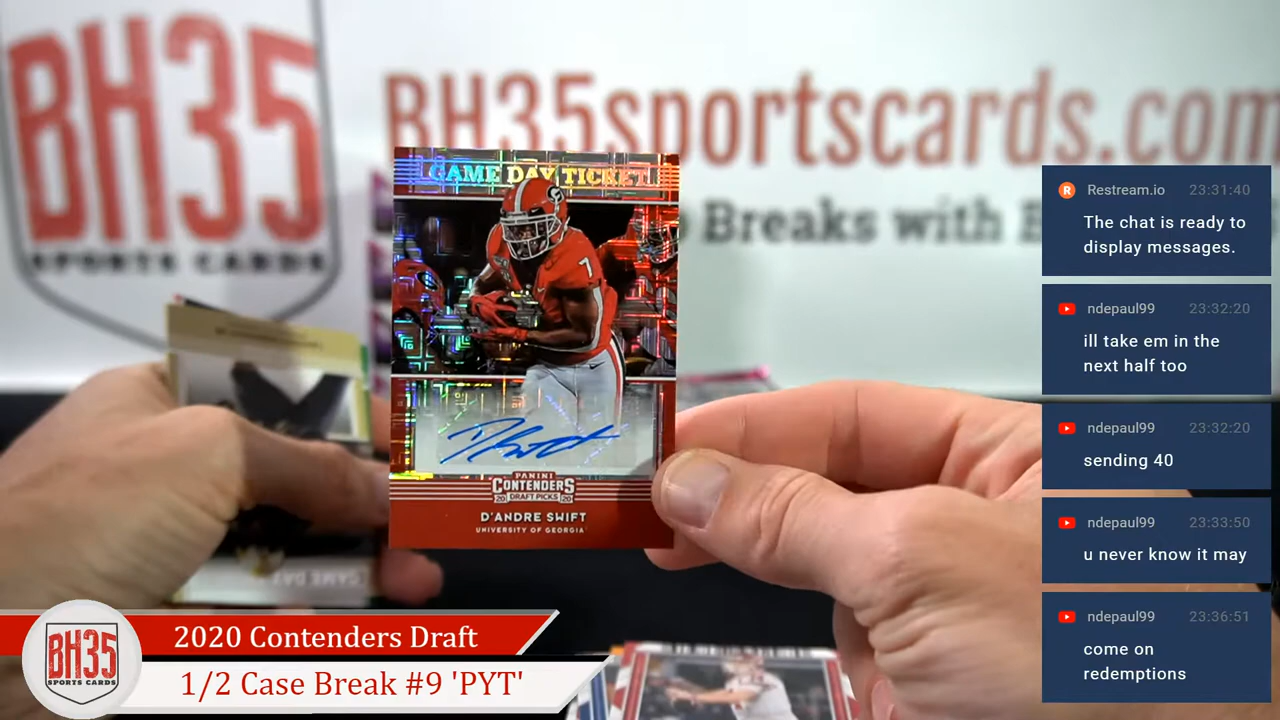 BH35
SPORTS CARDS
BH35sportscards.com
Breaks with
GAME DAY TICKET
7
PANINI
CONTENDERS
20 DRAFT PICKS 20
D'ANDRE SWIFT
UNIVERSITY OF GEORGIA
GAME DAY
Restream.io 23:31:40
The chat is ready to
display messages.
ndepaul99 23:32:20
ill take em in the
next half too
ndepaul99 23:32:20
sending 40
ndepaul99 23:33:50
u never know it may
ndepaul99 23:36:51
come on
redemptions
BH35
SPORTS CARDS
2020 Contenders Draft
1/2 Case Break #9 'PYT'